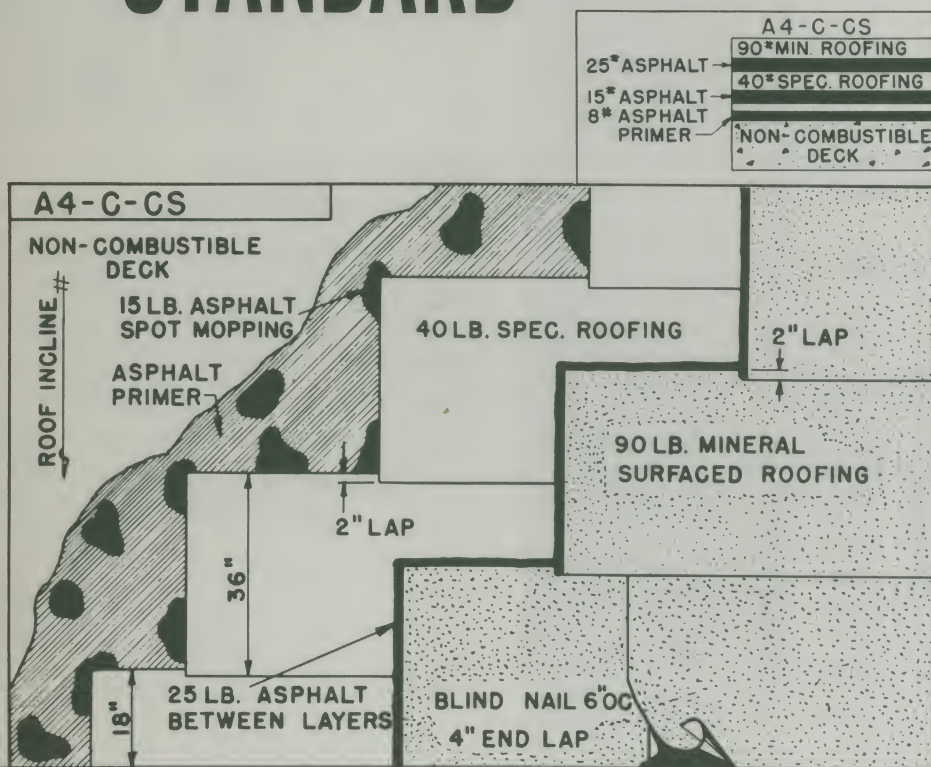 STANDARD
A4-C-CS
90# MIN. ROOFING
25# ASPHALT
40# SPEC. ROOFING
15# ASPHALT
8# ASPHALT
PRIMER
NON-COMBUSTIBLE
DECK
A4-C-CS
NON-COMBUSTIBLE
DECK
ROOF INCLINE
15 LB. ASPHALT
SPOT MOPPING
40 LB. SPEC. ROOFING
2" LAP
ASPHALT
PRIMER
90 LB. MINERAL
SURFACED ROOFING
2" LAP
36"
25 LB. ASPHALT
BETWEEN LAYERS
18"
BLIND NAIL 6" OC
4" END LAP